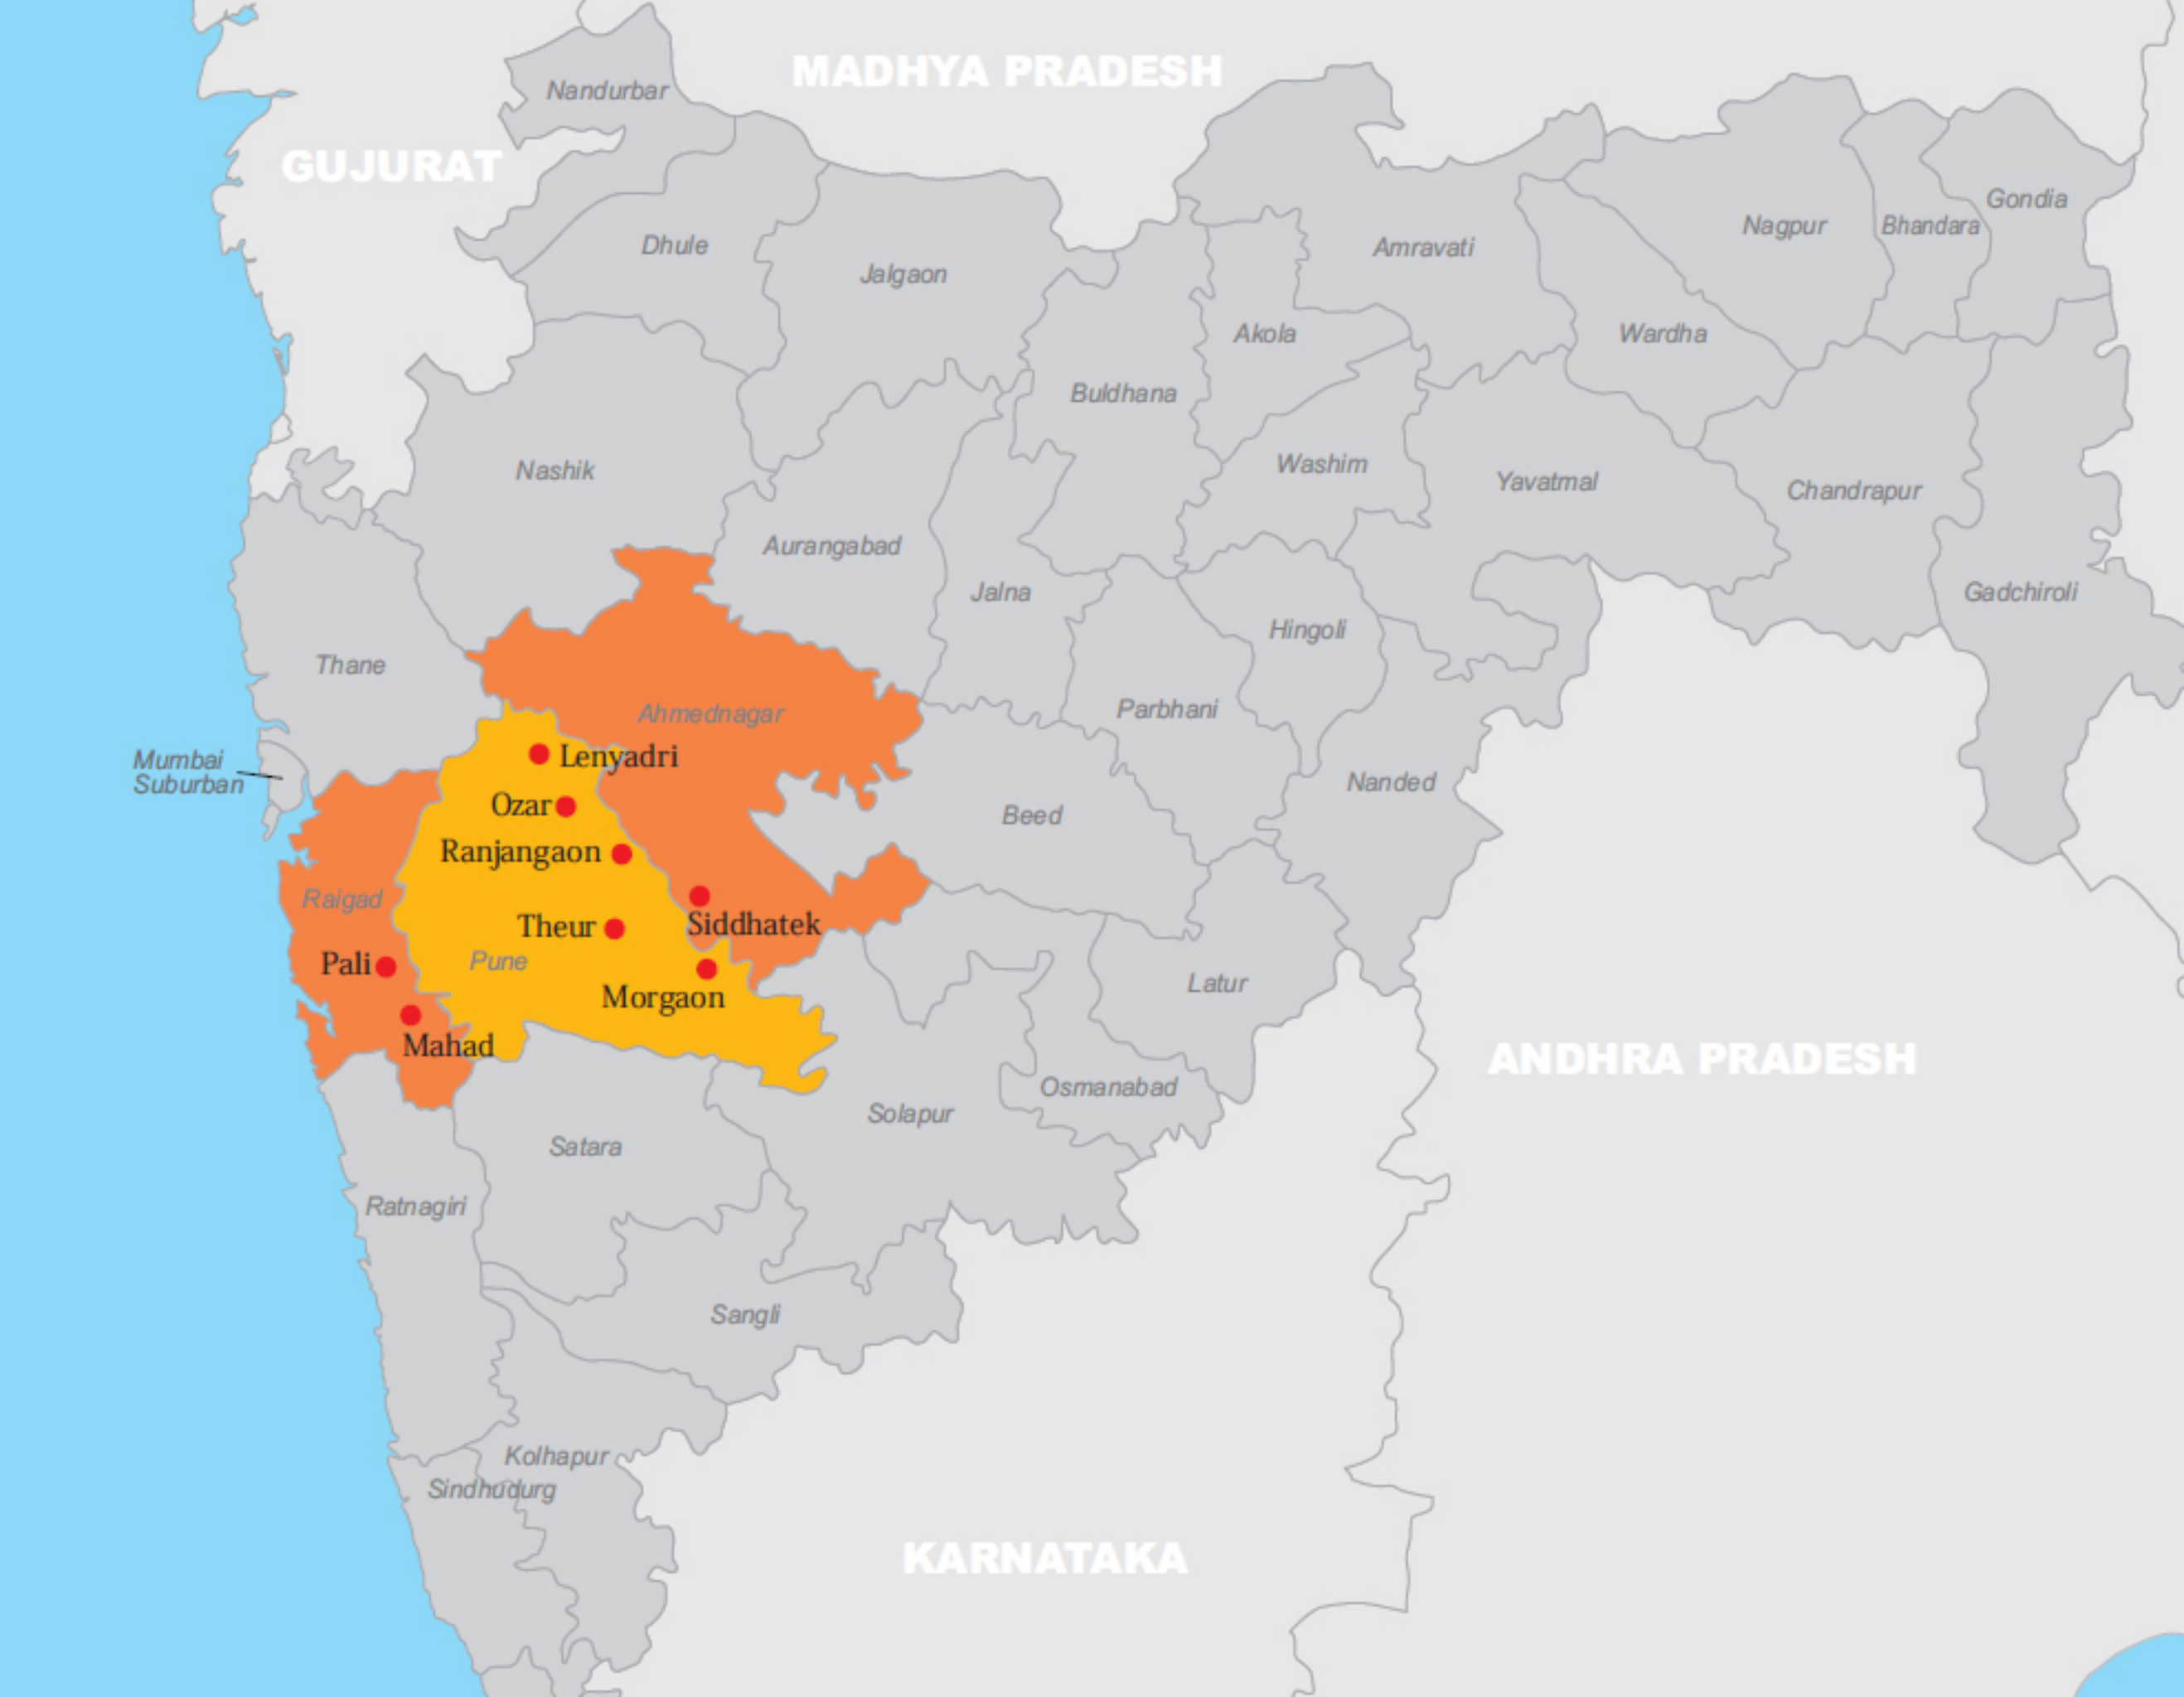 MADHYA PRADESH
Nandurbar
GUJURAT
Gondia
Nagpur
Bhandara
Dhule
Amravati
Jalgaon
Akola
Wardha
Buldhana
Nashik
Washim
Yavatmal
Chandrapur
Aurangabad
Jalna
Gadchiroli
Hingoli
Thane
Ahmednagar
Parbhani
Mumbai
Suburban
Lenyadri
Nanded
Ozar
Beed
Ranjangaon
Raigad
Siddhatek
Theur
Pali
Pune
Latur
Morgaon
Mahad
ANDHRA PRADESH
Osmanabad
Solapur
Satara
Ratnagiri
Sangli
Kolhapur
Sindhudurg
KARNATAKA